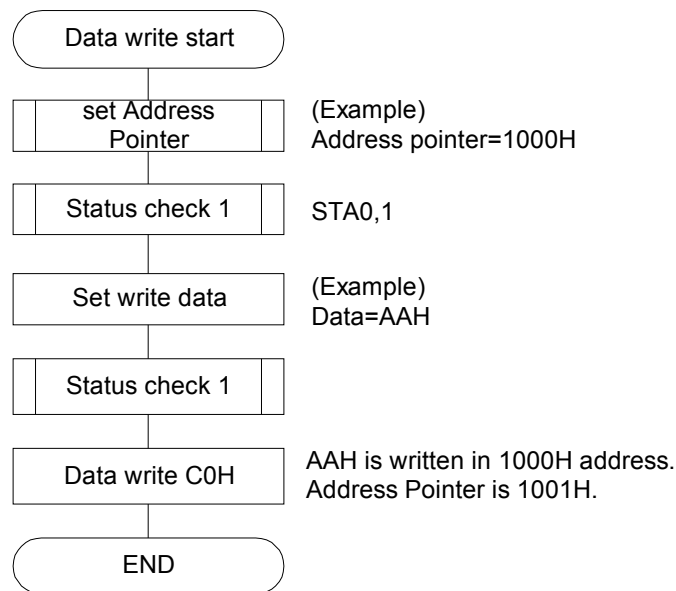 Data write start
set Address
Pointer
(Example)
Address pointer=1000H
Status check 1
STA0,1
Set write data
(Example)
Data=AAH
Status check 1
Data write C0H
AAH is written in 1000H address.
Address Pointer is 1001H.
END